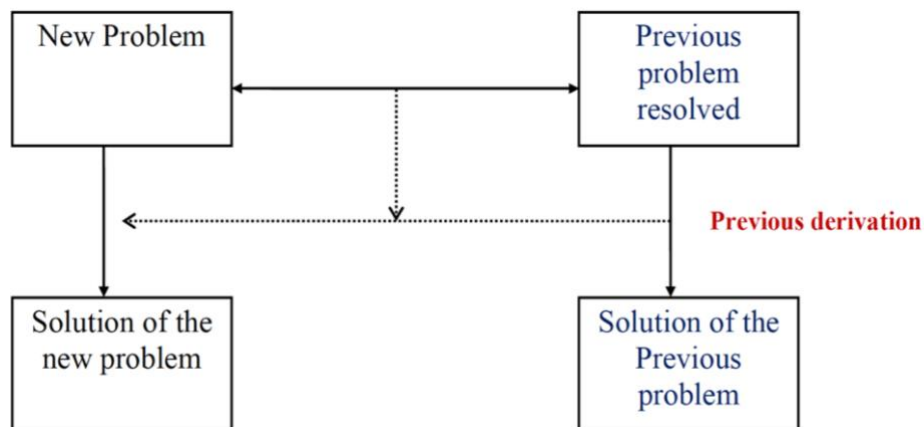 New Problem
Previous
problem
resolved
Previous derivation
Solution of the
new problem
Solution of the
Previous
problem